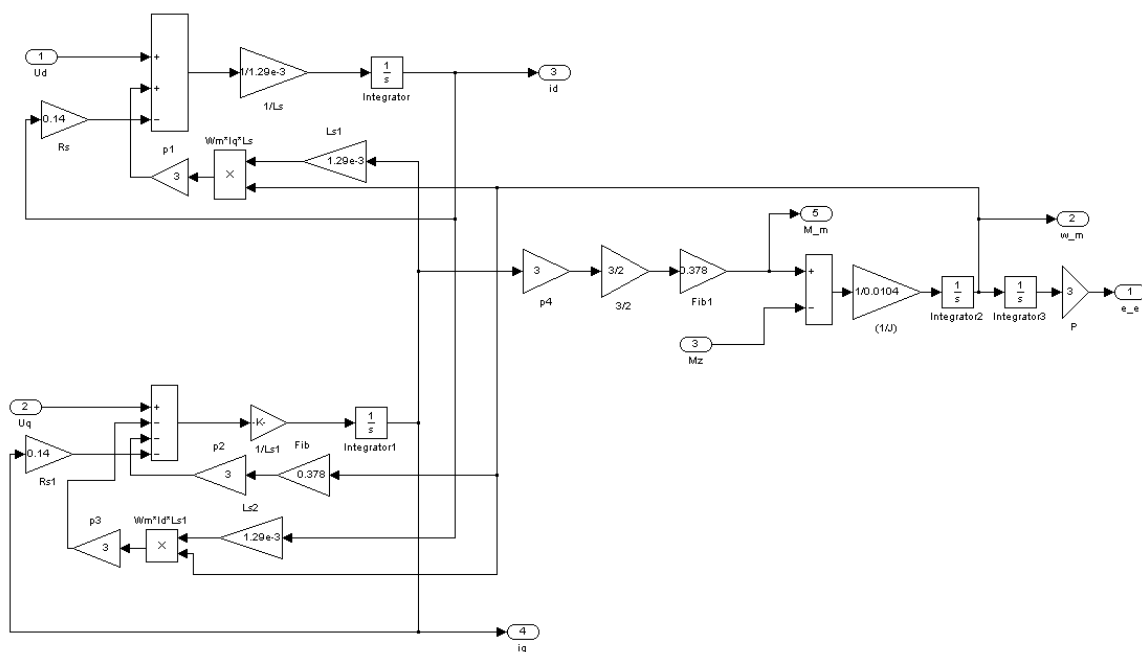 1
Ud
+
+
−
1/1.29e-3
1/Ls
1
s
Integrator
3
id
0.14
Rs
p1
3
Wm*Iq*Ls
×
Ls1
1.29e-3
2
w_m
5
M_m
3
p4
3/2
3/2
0.378
Fib1
+
−
3
Mz
1/0.0104
(1/J)
1
s
Integrator2
1
s
Integrator3
3
P
1
e_e
2
Uq
+
−
−
−
-K-
1/Ls1
1
s
Integrator1
0.14
Rs1
p2
3
Fib
0.378
p3
3
Wm*Id*Ls1
×
Ls2
1.29e-3
4
iq